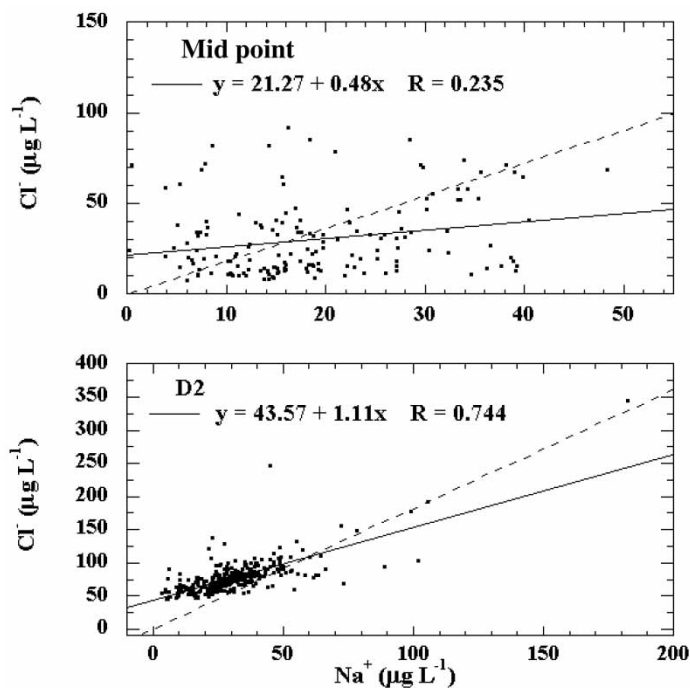 150
Mid point
y = 21.27 + 0.48x R = 0.235
100
Cl⁻ (µg L⁻¹)
50
0
0 10 20 30 40 50
400
D2
350
y = 43.57 + 1.11x R = 0.744
300
250
Cl⁻ (µg L⁻¹)
200
150
100
50
0
0 50 100 150 200
Na⁺ (µg L⁻¹)